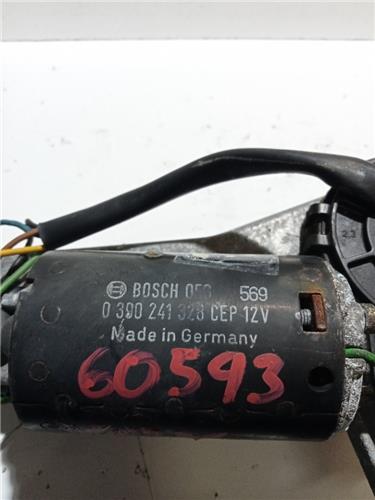 BOSCH 569
0 390 241 328 CEP 12V
Made in Germany
60593